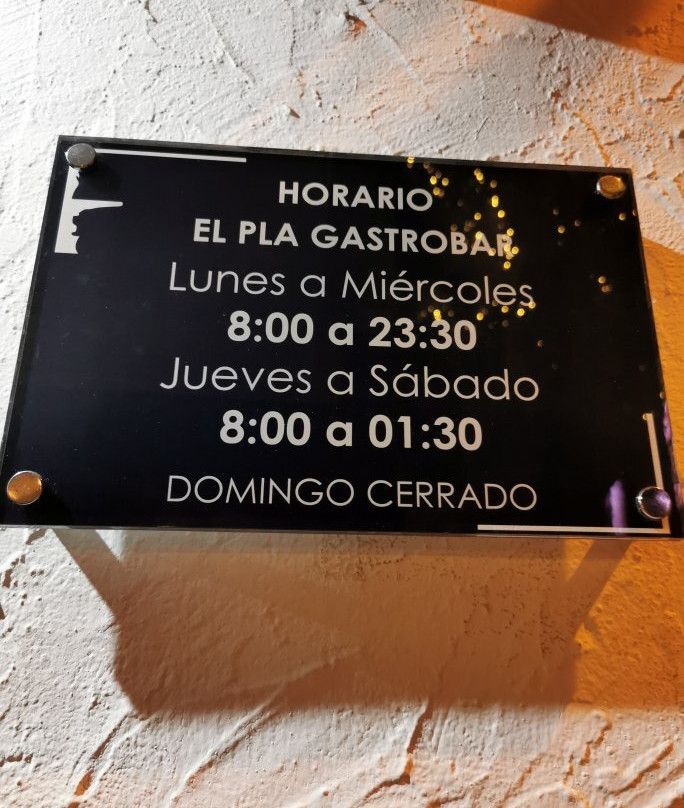 HORARIO
EL PLA GASTROBAR
Lunes a Miércoles
8:00 a 23:30
Jueves a Sábado
8:00 a 01:30
DOMINGO CERRADO